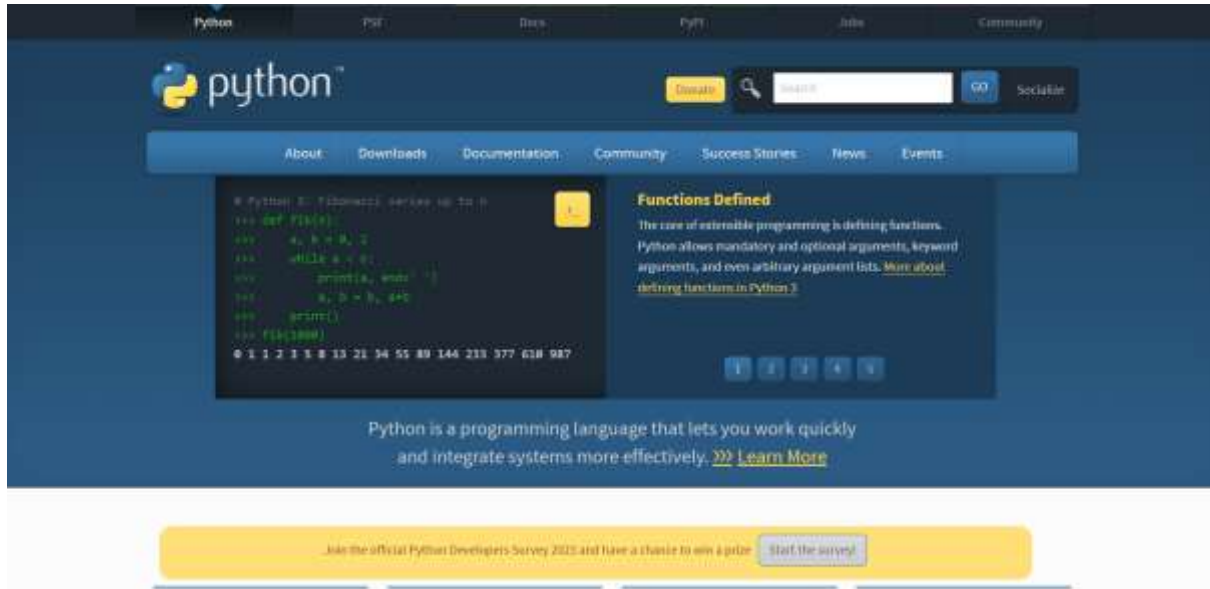 Python PSF Docs PyPI Jobs Community
python™
Donate Search GO Socialize
About Downloads Documentation Community Success Stories News Events
# Python 3: Fibonacci series up to n
>>> def fib(n):
>>> a, b = 0, 1
>>> while a < n:
>>> print(a, end=' ')
>>> a, b = b, a+b
>>> print()
>>> fib(1000)
0 1 1 2 3 5 8 13 21 34 55 89 144 233 377 610 987
>_
Functions Defined
The core of extensible programming is defining functions.
Python allows mandatory and optional arguments, keyword
arguments, and even arbitrary argument lists. More about
defining functions in Python 3
1 2 3 4 5
Python is a programming language that lets you work quickly
and integrate systems more effectively. >>> Learn More
Join the official Python Developers Survey and have a chance to win a prize Start the survey!